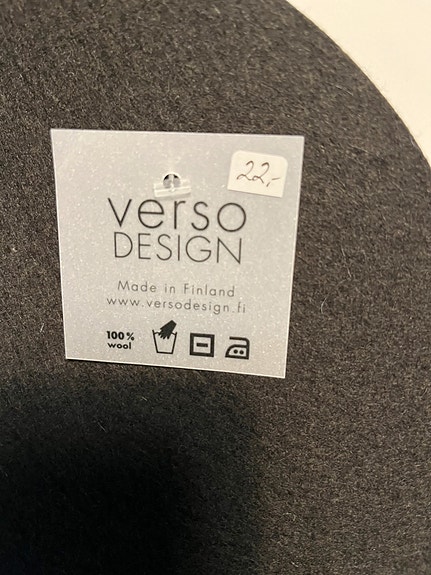 22,-
verso
DESIGN
Made in Finland
www.versodesign.fi
100%
wool